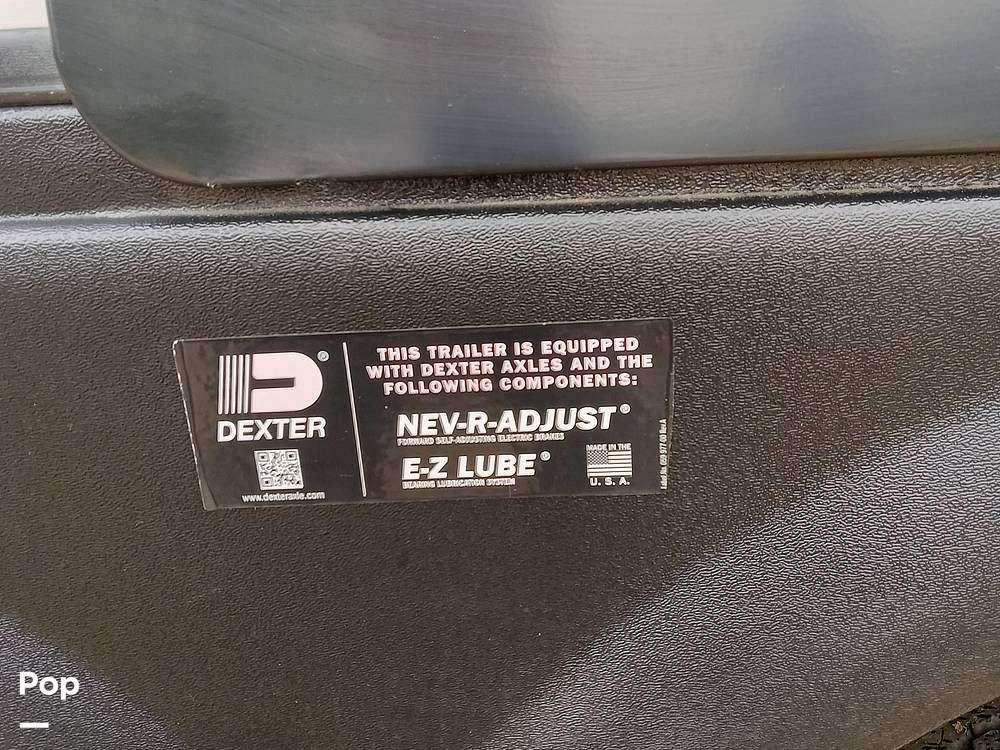 DEXTER®
www.dexteraxle.com
THIS TRAILER IS EQUIPPED
WITH DEXTER AXLES AND THE
FOLLOWING COMPONENTS:
NEV-R-ADJUST®
FORWARD SELF-ADJUSTING ELECTRIC BRAKES
E-Z LUBE®
BEARING LUBRICATION SYSTEM
MADE IN THE
U.S.A.
Pop